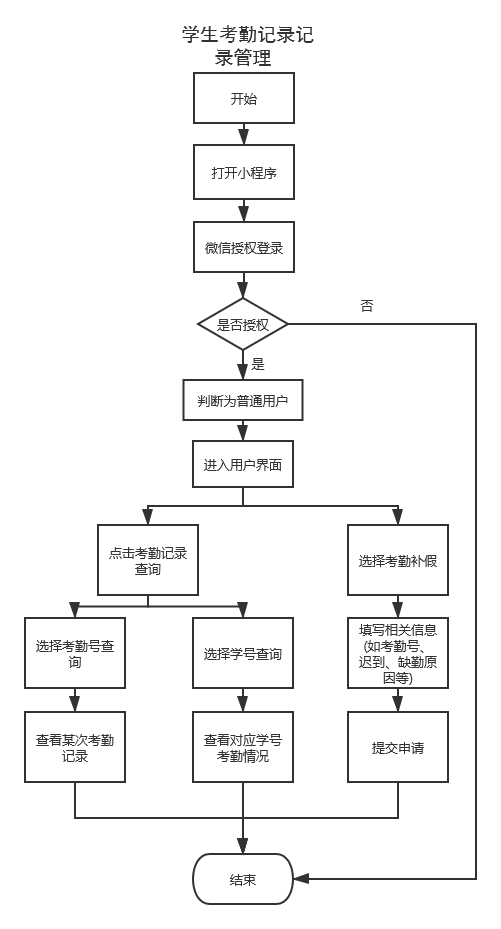 学生考勤记录记
录管理
开始
打开小程序
微信授权登录
否
是否授权
是
判断为普通用户
进入用户界面
点击考勤记录
查询
选择考勤补假
选择考勤号查
询
选择学号查询
填写相关信息
(如考勤号、
迟到、缺勤原
因等)
查看某次考勤
记录
查看对应学号
考勤情况
提交申请
结束